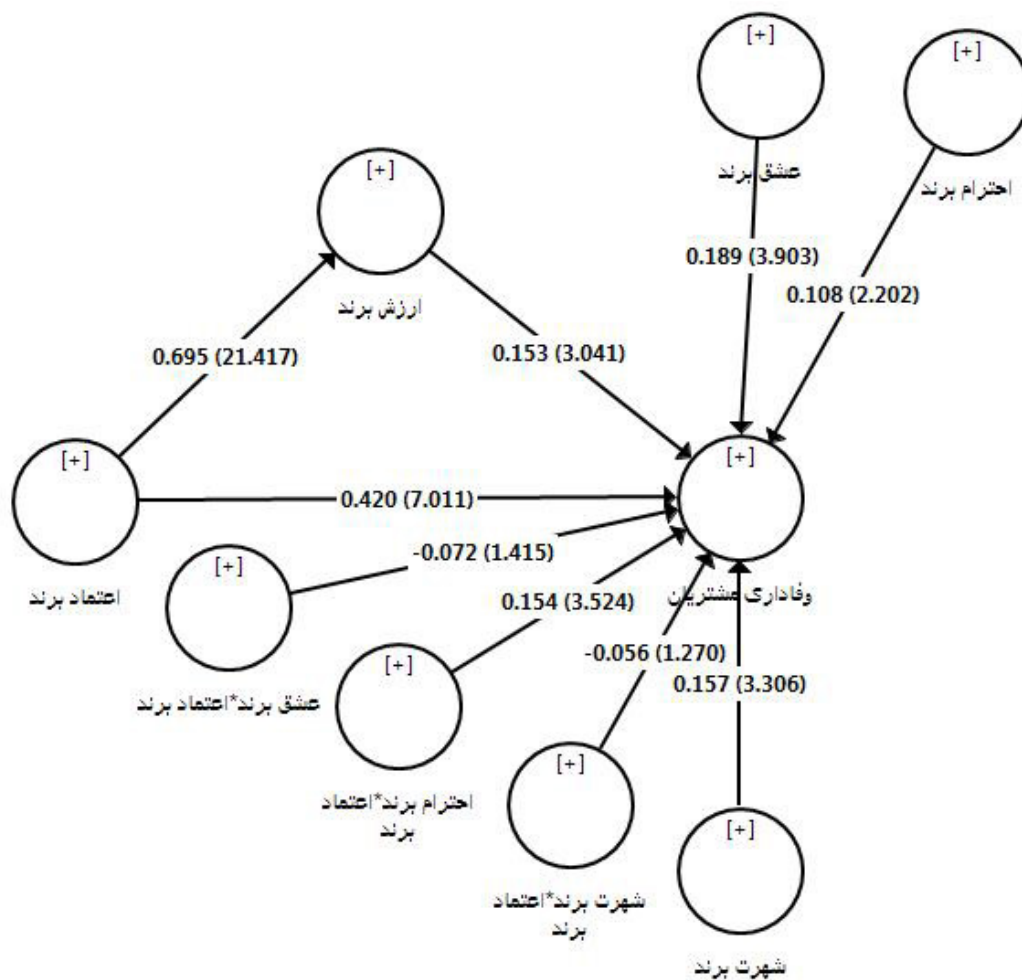 [+]
[+]
عشق برند
احترام برند
[+]
ارزش برند
0.189 (3.903)
0.108 (2.202)
0.695 (21.417)
0.153 (3.041)
[+]
اعتماد برند
[+]
وفاداری مشتریان
0.420 (7.011)
-0.072 (1.415)
[+]
عشق برند*اعتماد برند
0.154 (3.524)
-0.056 (1.270)
0.157 (3.306)
[+]
احترام برند*اعتماد
برند
[+]
شهرت برند*اعتماد
برند
[+]
شهرت برند